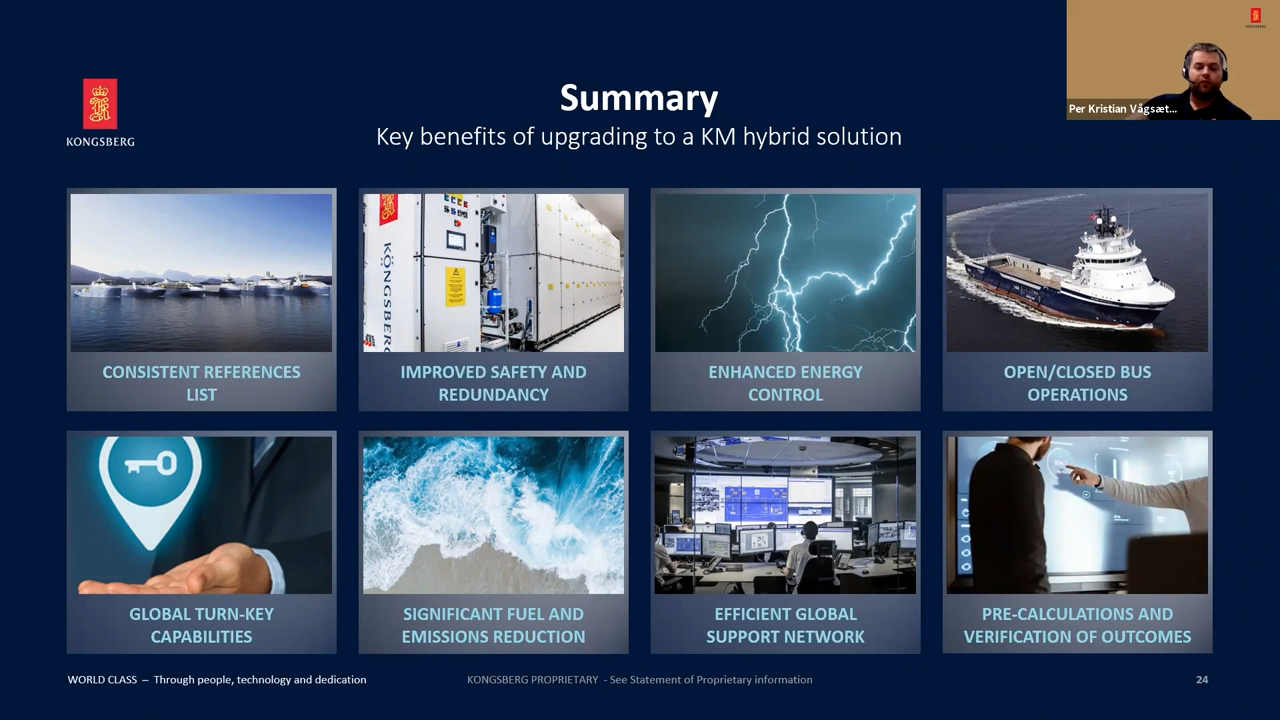 KONGSBERG
Per Kristian Vågsæt...
KONGSBERG
Summary
Key benefits of upgrading to a KM hybrid solution
KONGSBERG
CONSISTENT REFERENCES
LIST
IMPROVED SAFETY AND
REDUNDANCY
ENHANCED ENERGY
CONTROL
OPEN/CLOSED BUS
OPERATIONS
GLOBAL TURN-KEY
CAPABILITIES
SIGNIFICANT FUEL AND
EMISSIONS REDUCTION
EFFICIENT GLOBAL
SUPPORT NETWORK
PRE-CALCULATIONS AND
VERIFICATION OF OUTCOMES
WORLD CLASS – Through people, technology and dedication
KONGSBERG PROPRIETARY - See Statement of Proprietary information
24